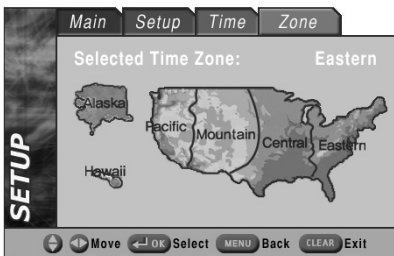 Main Setup Time Zone
Selected Time Zone: Eastern
Alaska
Pacific
Mountain
Central
Eastern
Hawaii
SETUP
Move OK Select MENU Back CLEAR Exit